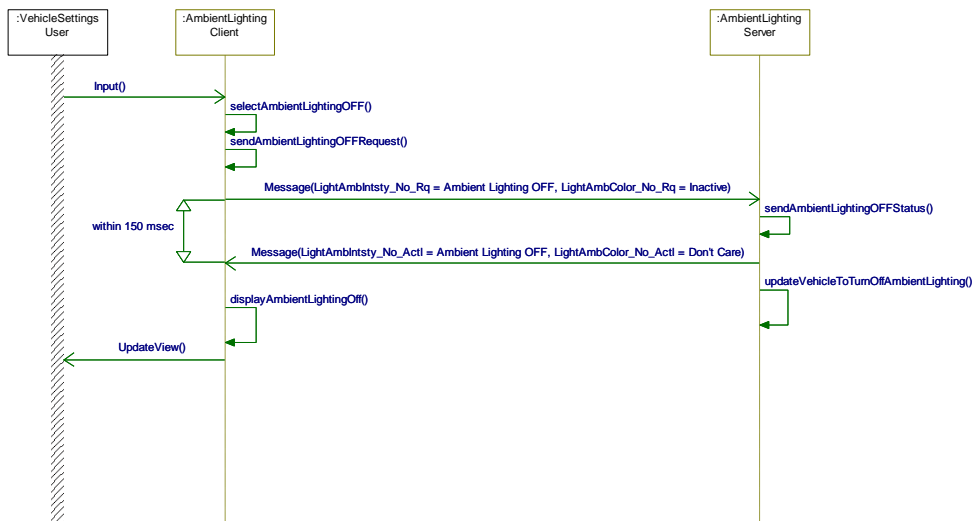 :VehicleSettings
User
:AmbientLighting
Client
:AmbientLighting
Server
Input()
selectAmbientLightingOFF()
sendAmbientLightingOFFRequest()
Message(LightAmbIntsty_No_Rq = Ambient Lighting OFF, LightAmbColor_No_Rq = Inactive)
sendAmbientLightingOFFStatus()
within 150 msec
Message(LightAmbIntsty_No_Actl = Ambient Lighting OFF, LightAmbColor_No_Actl = Don't Care)
updateVehicleToTurnOffAmbientLighting()
displayAmbientLightingOff()
UpdateView()